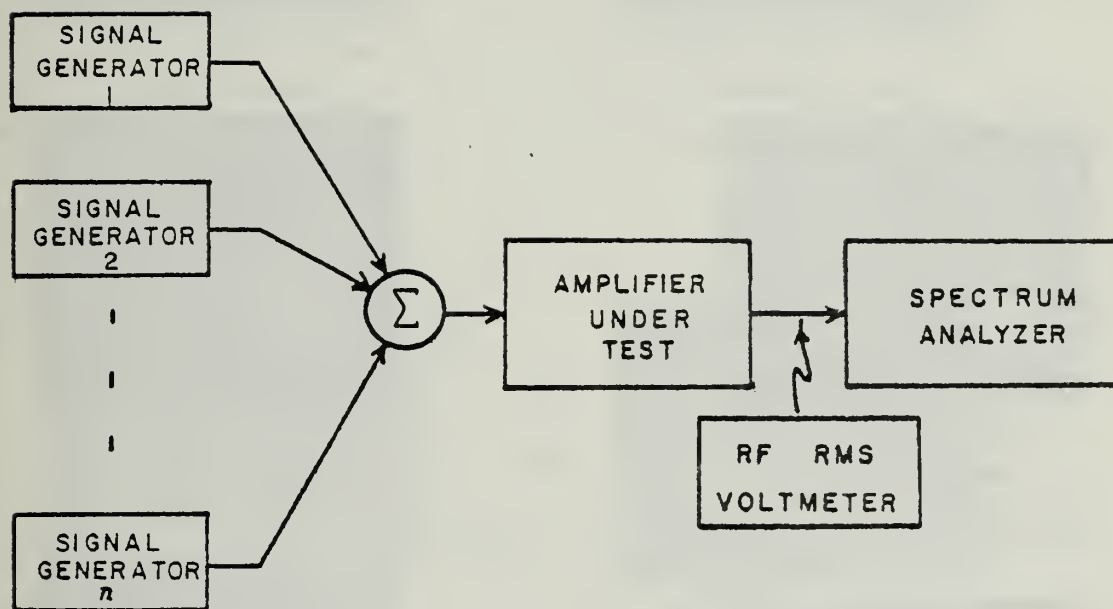 SIGNAL
GENERATOR
1
SIGNAL
GENERATOR
2
SIGNAL
GENERATOR
n
Σ
AMPLIFIER
UNDER
TEST
SPECTRUM
ANALYZER
RF RMS
VOLTMETER